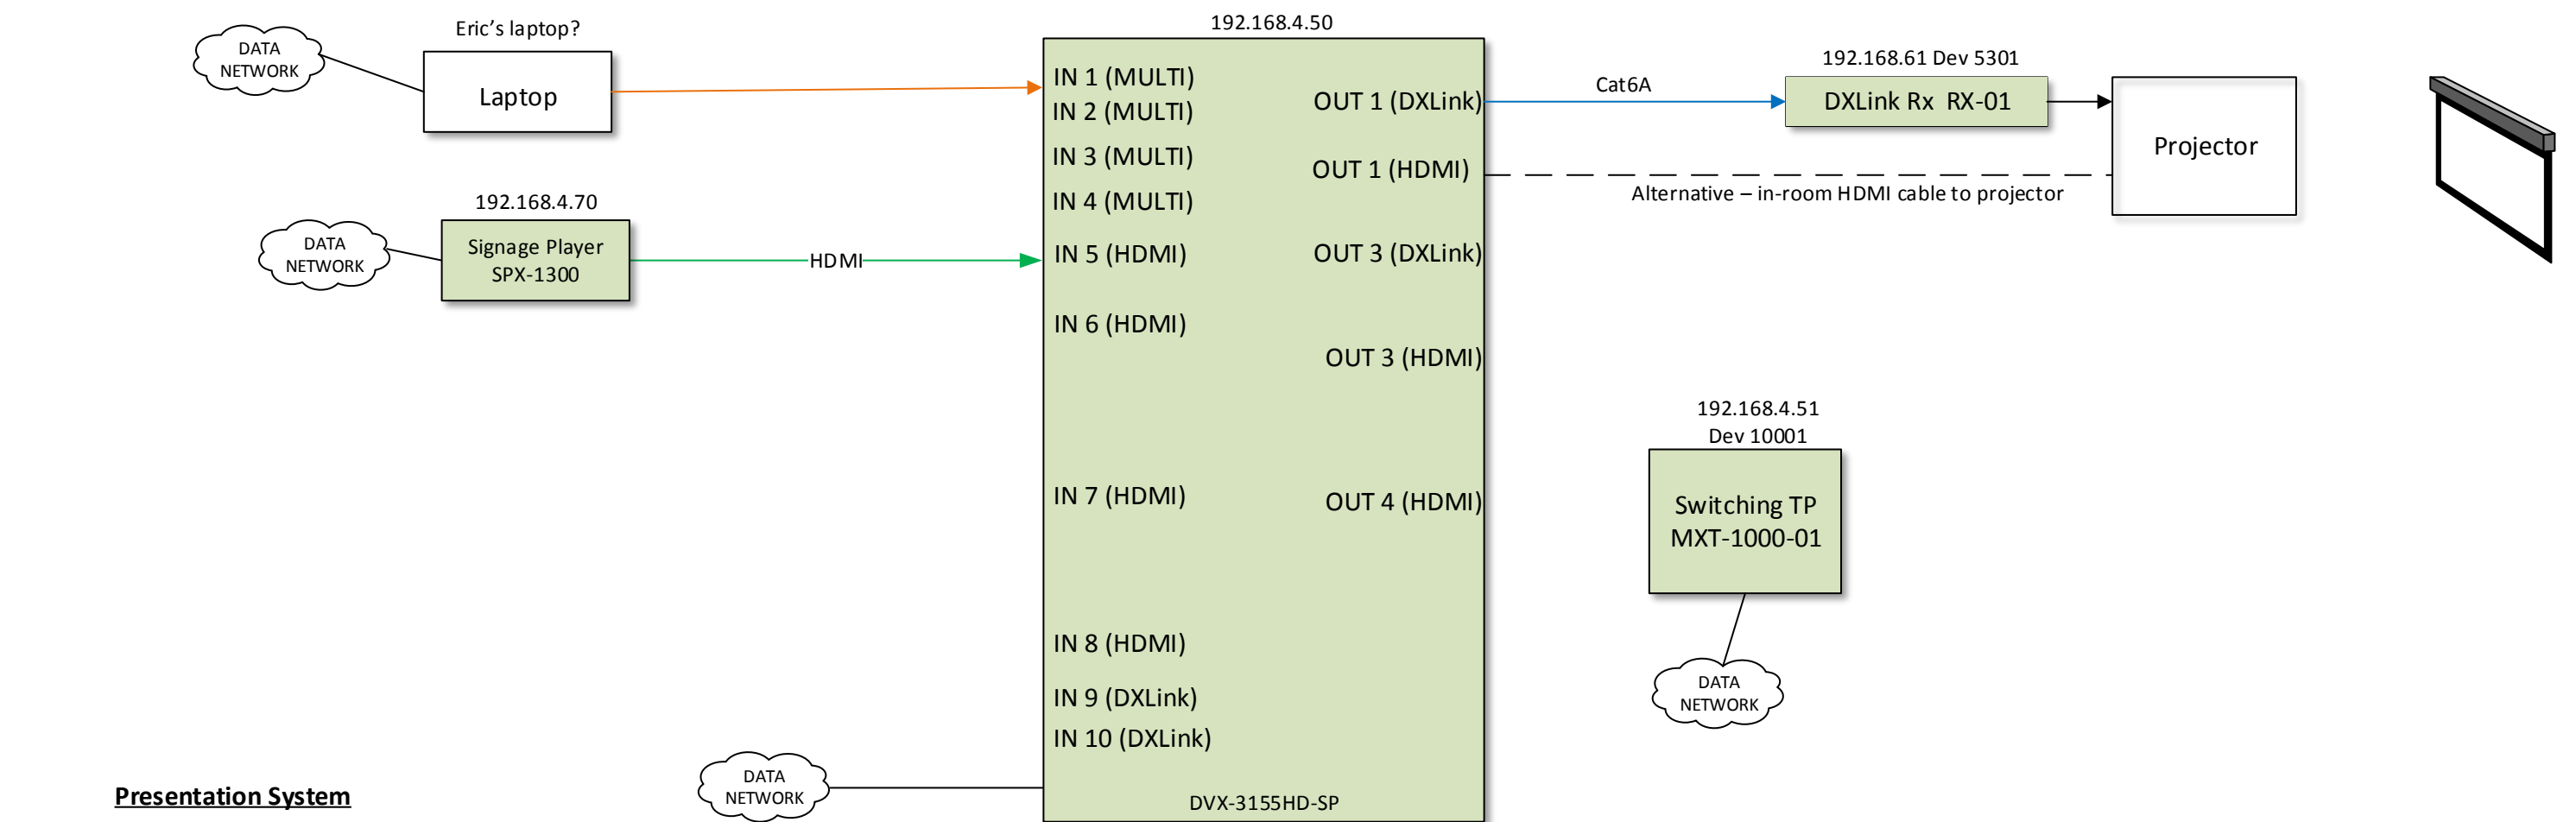 DATA
NETWORK
Eric's laptop?
Laptop
192.168.4.70
DATA
NETWORK
Signage Player
SPX-1300
HDMI
192.168.4.50
IN 1 (MULTI)
IN 2 (MULTI)
IN 3 (MULTI)
IN 4 (MULTI)
IN 5 (HDMI)
IN 6 (HDMI)
IN 7 (HDMI)
IN 8 (HDMI)
IN 9 (DXLink)
IN 10 (DXLink)
OUT 1 (DXLink)
OUT 1 (HDMI)
OUT 3 (DXLink)
OUT 3 (HDMI)
OUT 4 (HDMI)
DVX-3155HD-SP
DATA
NETWORK
Cat6A
192.168.61 Dev 5301
DXLink Rx  RX-01
Projector
Alternative – in-room HDMI cable to projector
192.168.4.51
Dev 10001
Switching TP
MXT-1000-01
DATA
NETWORK
Presentation System